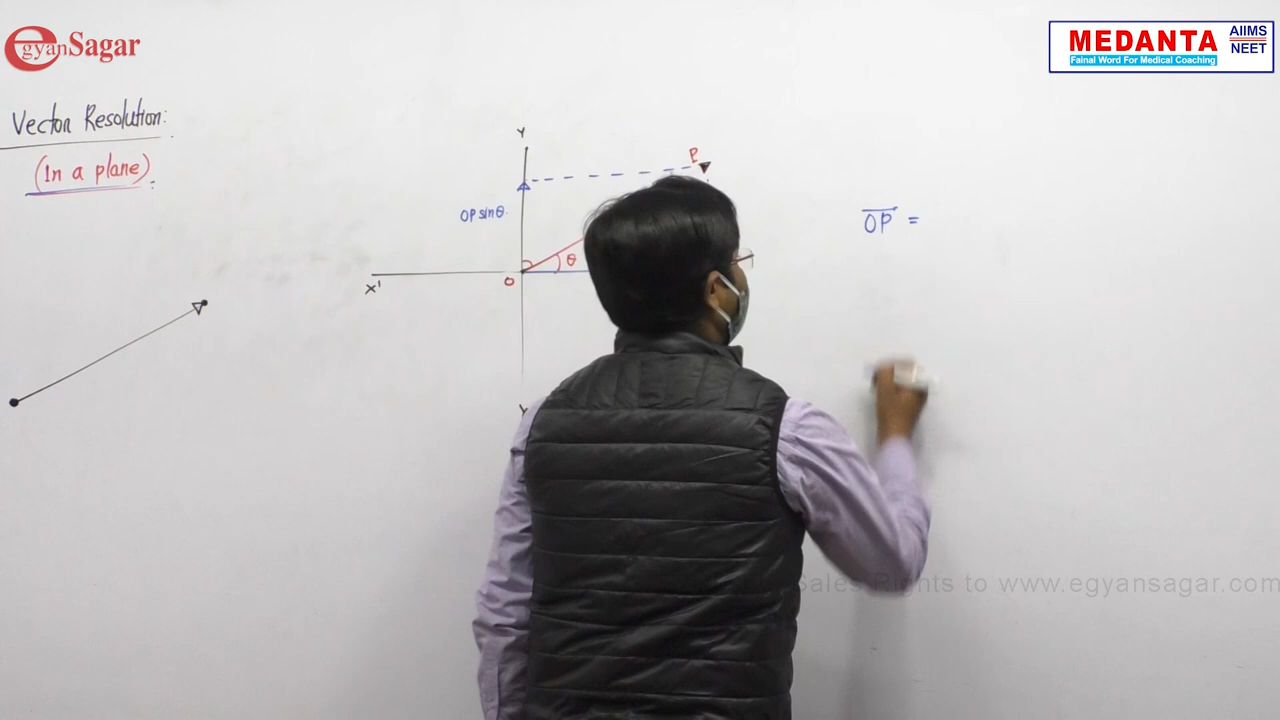 egyanSagar
MEDANTA
Fainal Word For Medical Coaching
AIIMS
NEET
Vector Resolution:
(In a plane)
Y
P
OP sinθ
OP =
θ
O
X'
Sales Rights to www.egyansagar.com